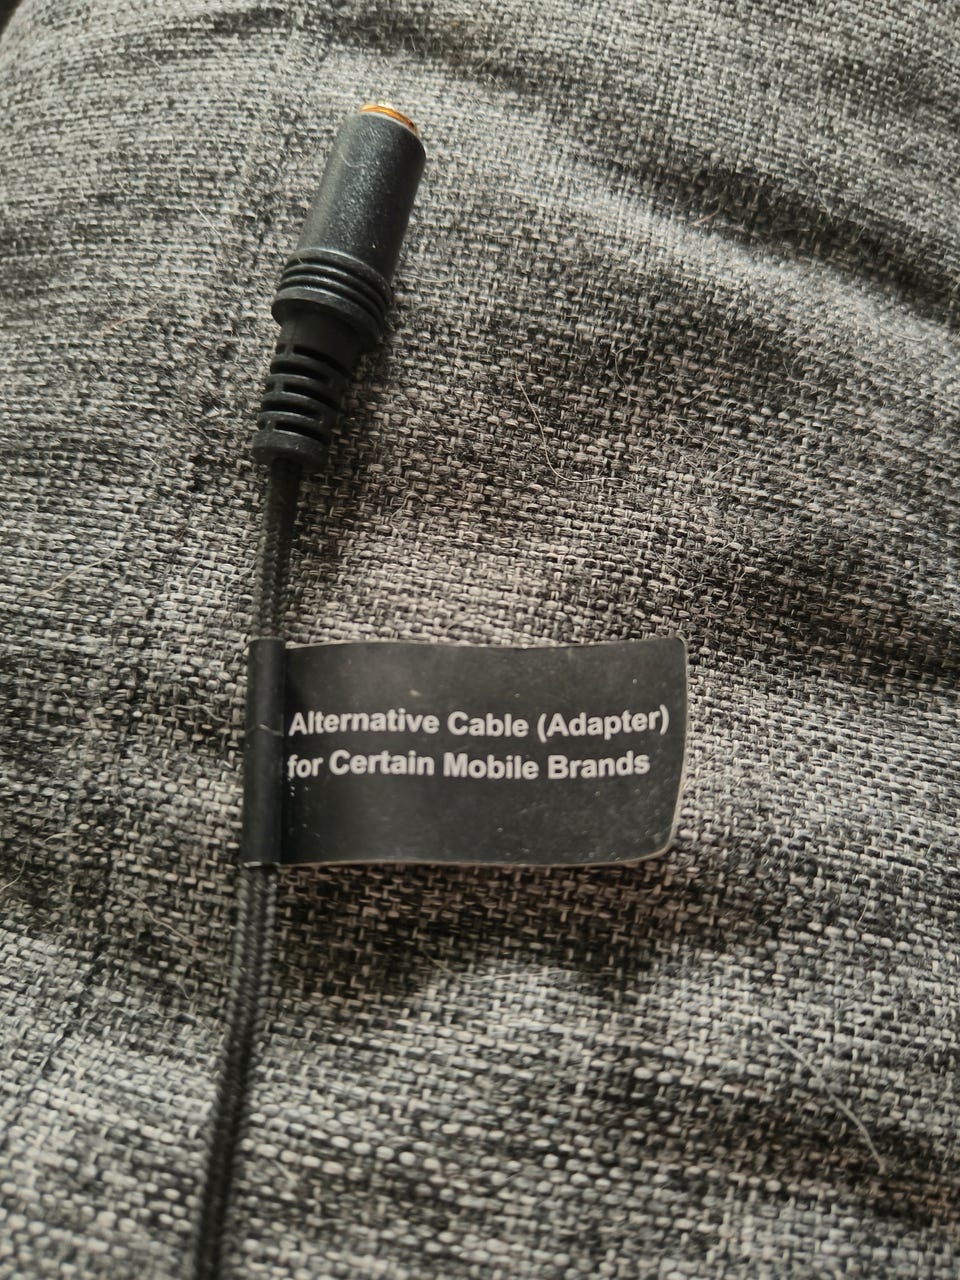 Alternative Cable (Adapter)
for Certain Mobile Brands